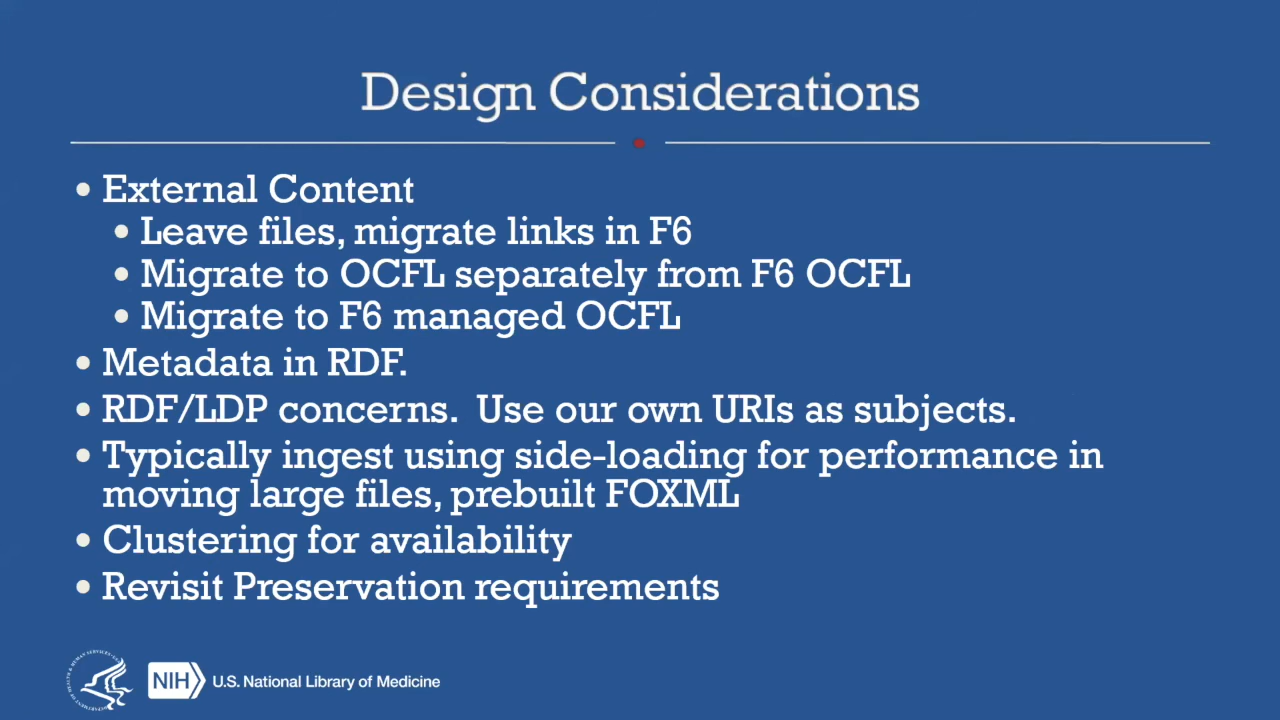 Design Considerations
• External Content
• Leave files, migrate links in F6
• Migrate to OCFL separately from F6 OCFL
• Migrate to F6 managed OCFL
• Metadata in RDF.
• RDF/LDP concerns.  Use our own URIs as subjects.
• Typically ingest using side-loading for performance in
moving large files, prebuilt FOXML
• Clustering for availability
• Revisit Preservation requirements
NIH U.S. National Library of Medicine